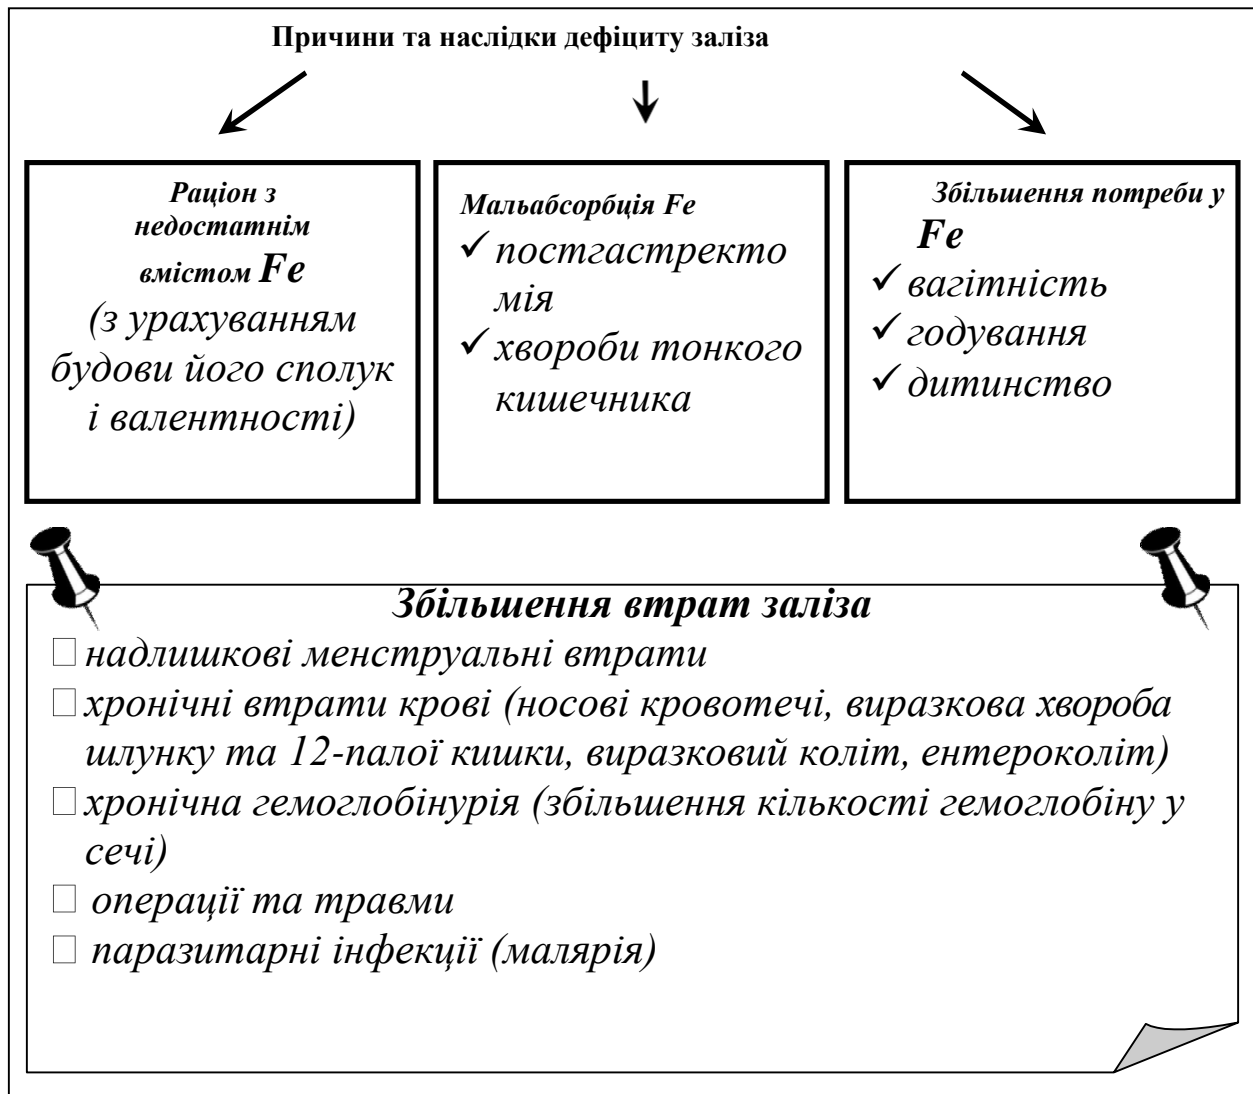 Причини та наслідки дефіциту заліза
Раціон з
недостатнім
вмістом Fe
(з урахуванням
будови його сполук
і валентності)
Мальабсорбція Fe
✓ постгастректо
мія
✓ хвороби тонкого
кишечника
Збільшення потреби у
Fe
✓ вагітність
✓ годування
✓ дитинство
Збільшення втрат заліза
□ надлишкові менструальні втрати
□ хронічні втрати крові (носові кровотечі, виразкова хвороба
шлунку та 12-палої кишки, виразковий коліт, ентероколіт)
□ хронічна гемоглобінурія (збільшення кількості гемоглобіну у
сечі)
□ операції та травми
□ паразитарні інфекції (малярія)